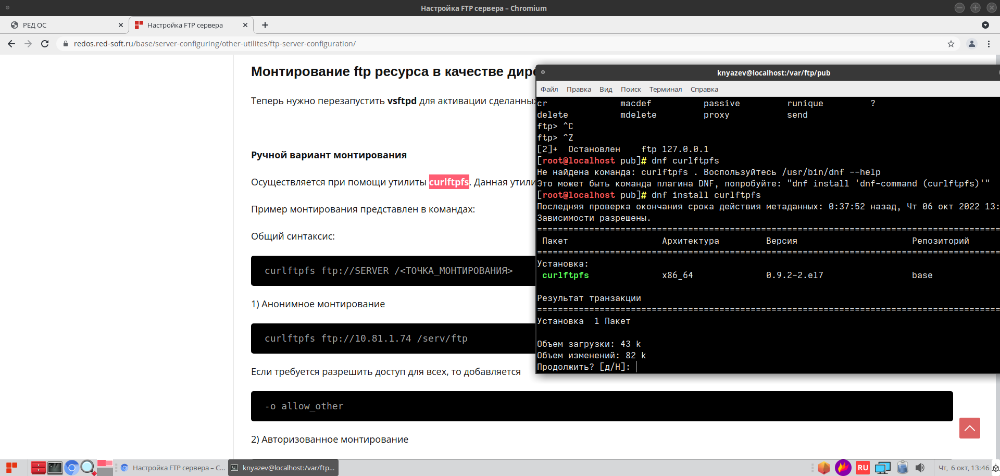 Настройка FTP сервера – Chromium
РЕД ОС
Настройка FTP сервера
redos.red-soft.ru/base/server-configuring/other-utilites/ftp-server-configuration/
Монтирование ftp ресурса в качестве дире
Теперь нужно перезапустить vsftpd для активации сделанных
Ручной вариант монтирования
Осуществляется при помощи утилиты curlftpfs. Данная утили
Пример монтирования представлен в командах:
Общий синтаксис:
curlftpfs ftp://SERVER /<ТОЧКА_МОНТИРОВАНИЯ>
1) Анонимное монтирование
curlftpfs ftp://10.81.1.74 /serv/ftp
Если требуется разрешить доступ для всех, то добавляется
-o allow_other
2) Авторизованное монтирование
knyazev@localhost:/var/ftp/pub
Файл Правка Вид Поиск Терминал Справка
cr macdef passive runique ?
delete mdelete proxy send
ftp> ^C
ftp> ^Z
[2]+ Остановлен ftp 127.0.0.1
[root@localhost pub]# dnf curlftpfs
Не найдена команда: curlftpfs . Воспользуйтесь /usr/bin/dnf --help
Это может быть команда плагина DNF, попробуйте: "dnf install 'dnf-command (curlftpfs)'"
[root@localhost pub]# dnf install curlftpfs
Последняя проверка окончания срока действия метаданных: 0:37:52 назад, Чт 06 окт 2022 13:
Зависимости разрешены.
=========================================================================================
Пакет Архитектура Версия Репозиторий
=========================================================================================
Установка:
curlftpfs x86_64 0.9.2-2.el7 base
Результат транзакции
=========================================================================================
Установка 1 Пакет
Объем загрузки: 43 k
Объем изменений: 82 k
Продолжить? [д/Н]:
Настройка FTP сервера – C...
knyazev@localhost:/var/ftp...
RU
Чт, 6 окт, 13:46